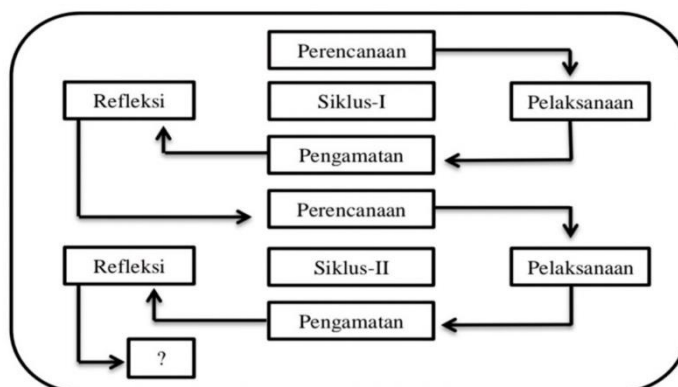 Perencanaan
Refleksi
Siklus-I
Pelaksanaan
Pengamatan
Perencanaan
Refleksi
Siklus-II
Pelaksanaan
Pengamatan
?